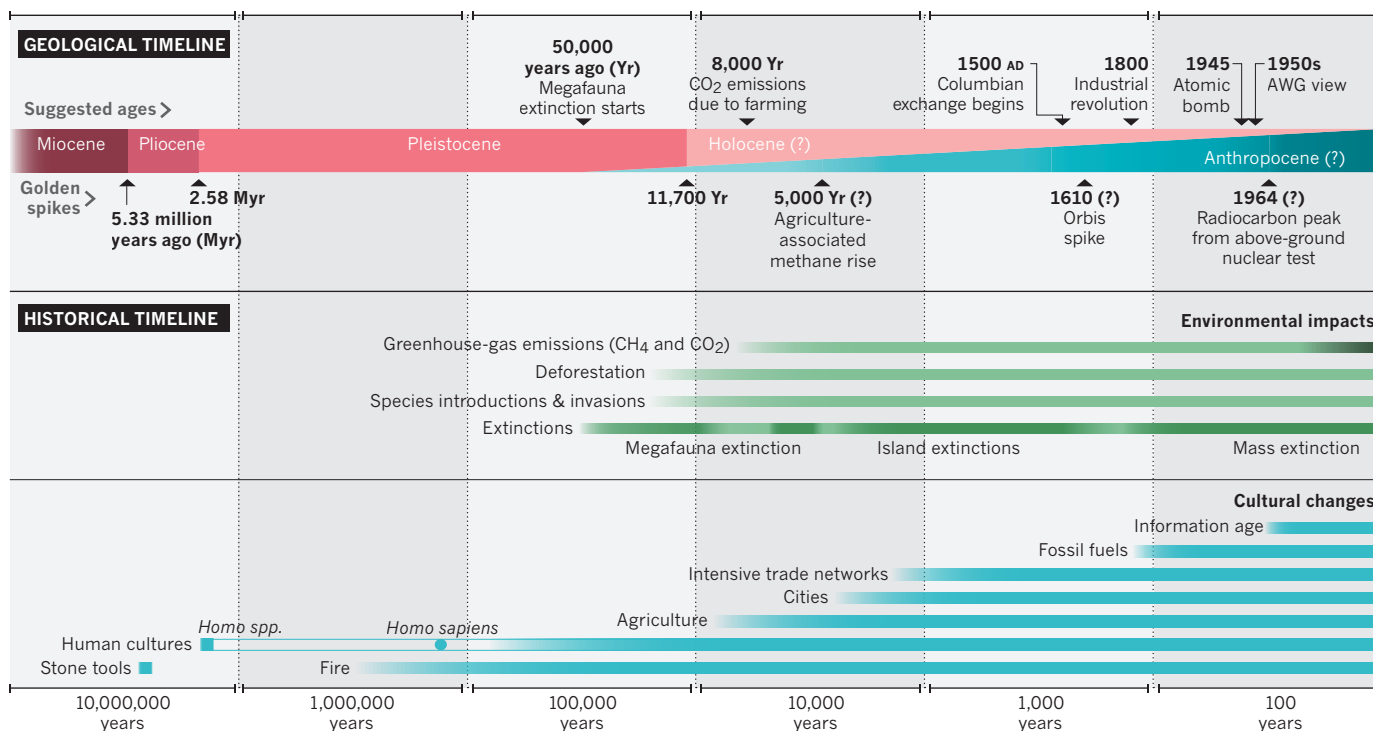 GEOLOGICAL TIMELINE
Suggested ages >
50,000
years ago (Yr)
Megafauna
extinction starts
8,000 Yr
CO2 emissions
due to farming
1500 AD
Columbian
exchange begins
1800
Industrial
revolution
1945
Atomic
bomb
1950s
AWG view
Miocene
Pliocene
Pleistocene
Holocene (?)
Anthropocene (?)
Golden
spikes >
5.33 million
years ago (Myr)
2.58 Myr
11,700 Yr
5,000 Yr (?)
Agriculture-
associated
methane rise
1610 (?)
Orbis
spike
1964 (?)
Radiocarbon peak
from above-ground
nuclear test
HISTORICAL TIMELINE
Environmental impacts
Greenhouse-gas emissions (CH4 and CO2)
Deforestation
Species introductions & invasions
Extinctions
Megafauna extinction
Island extinctions
Mass extinction
Cultural changes
Information age
Fossil fuels
Intensive trade networks
Cities
Agriculture
Homo spp.
Homo sapiens
Human cultures
Stone tools
Fire
10,000,000
years
1,000,000
years
100,000
years
10,000
years
1,000
years
100
years